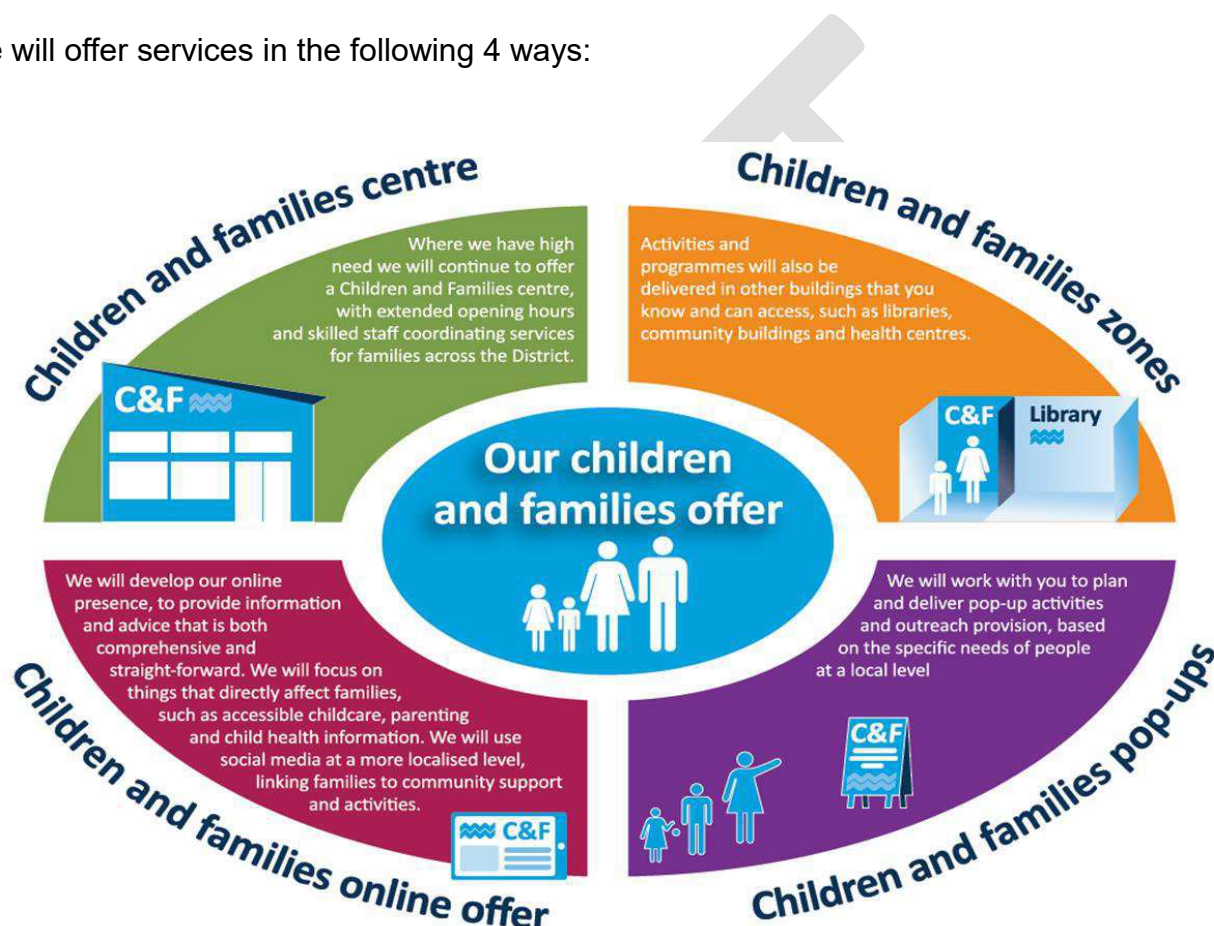 will offer services in the following 4 ways:
Children and families centre
Where we have high
need we will continue to offer
a Children and Families centre,
with extended opening hours
and skilled staff coordinating services
for families across the District.
C&F
Children and families zones
Activities and
programmes will also be
delivered in other buildings that you
know and can access, such as libraries,
community buildings and health centres.
C&F
Library
Our children
and families offer
We will develop our online
presence, to provide information
and advice that is both
comprehensive and
straight-forward. We will focus on
things that directly affect families,
such as accessible childcare, parenting
and child health information. We will use
social media at a more localised level,
linking families to community support
and activities.
C&F
Children and families online offer
We will work with you to plan
and deliver pop-up activities
and outreach provision, based
on the specific needs of people
at a local level
C&F
Children and families pop-ups